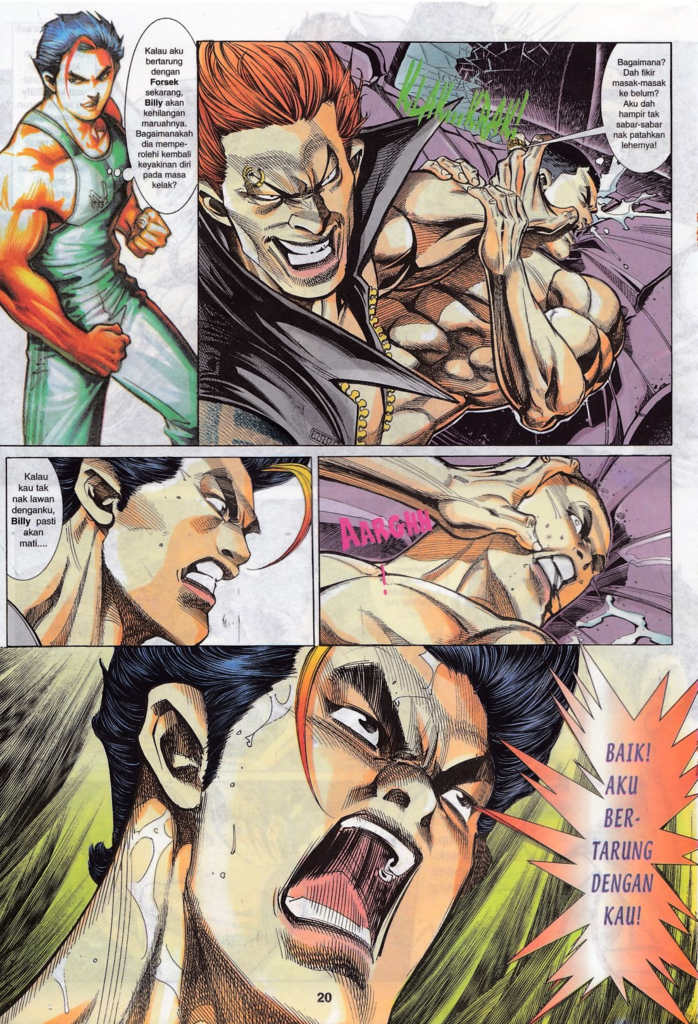 Kalau aku
bertarung
dengan
Forsek
sekarang,
Billy akan
kehilangan
maruahnya.
Bagaimanakah
dia mempe-
rolehi kembali
keyakinan diri
pada masa
kelak?
Bagaimana?
Dah fikir
masak-masak
ke belum?
Aku dah
hampir tak
sabar-sabar
nak patahkan
lehernya!
Kalau
kau tak
nak lawan
denganku,
Billy pasti
akan
mati....
AARGHH
!
BAIK!
AKU
BER-
TARUNG
DENGAN
KAU!
20